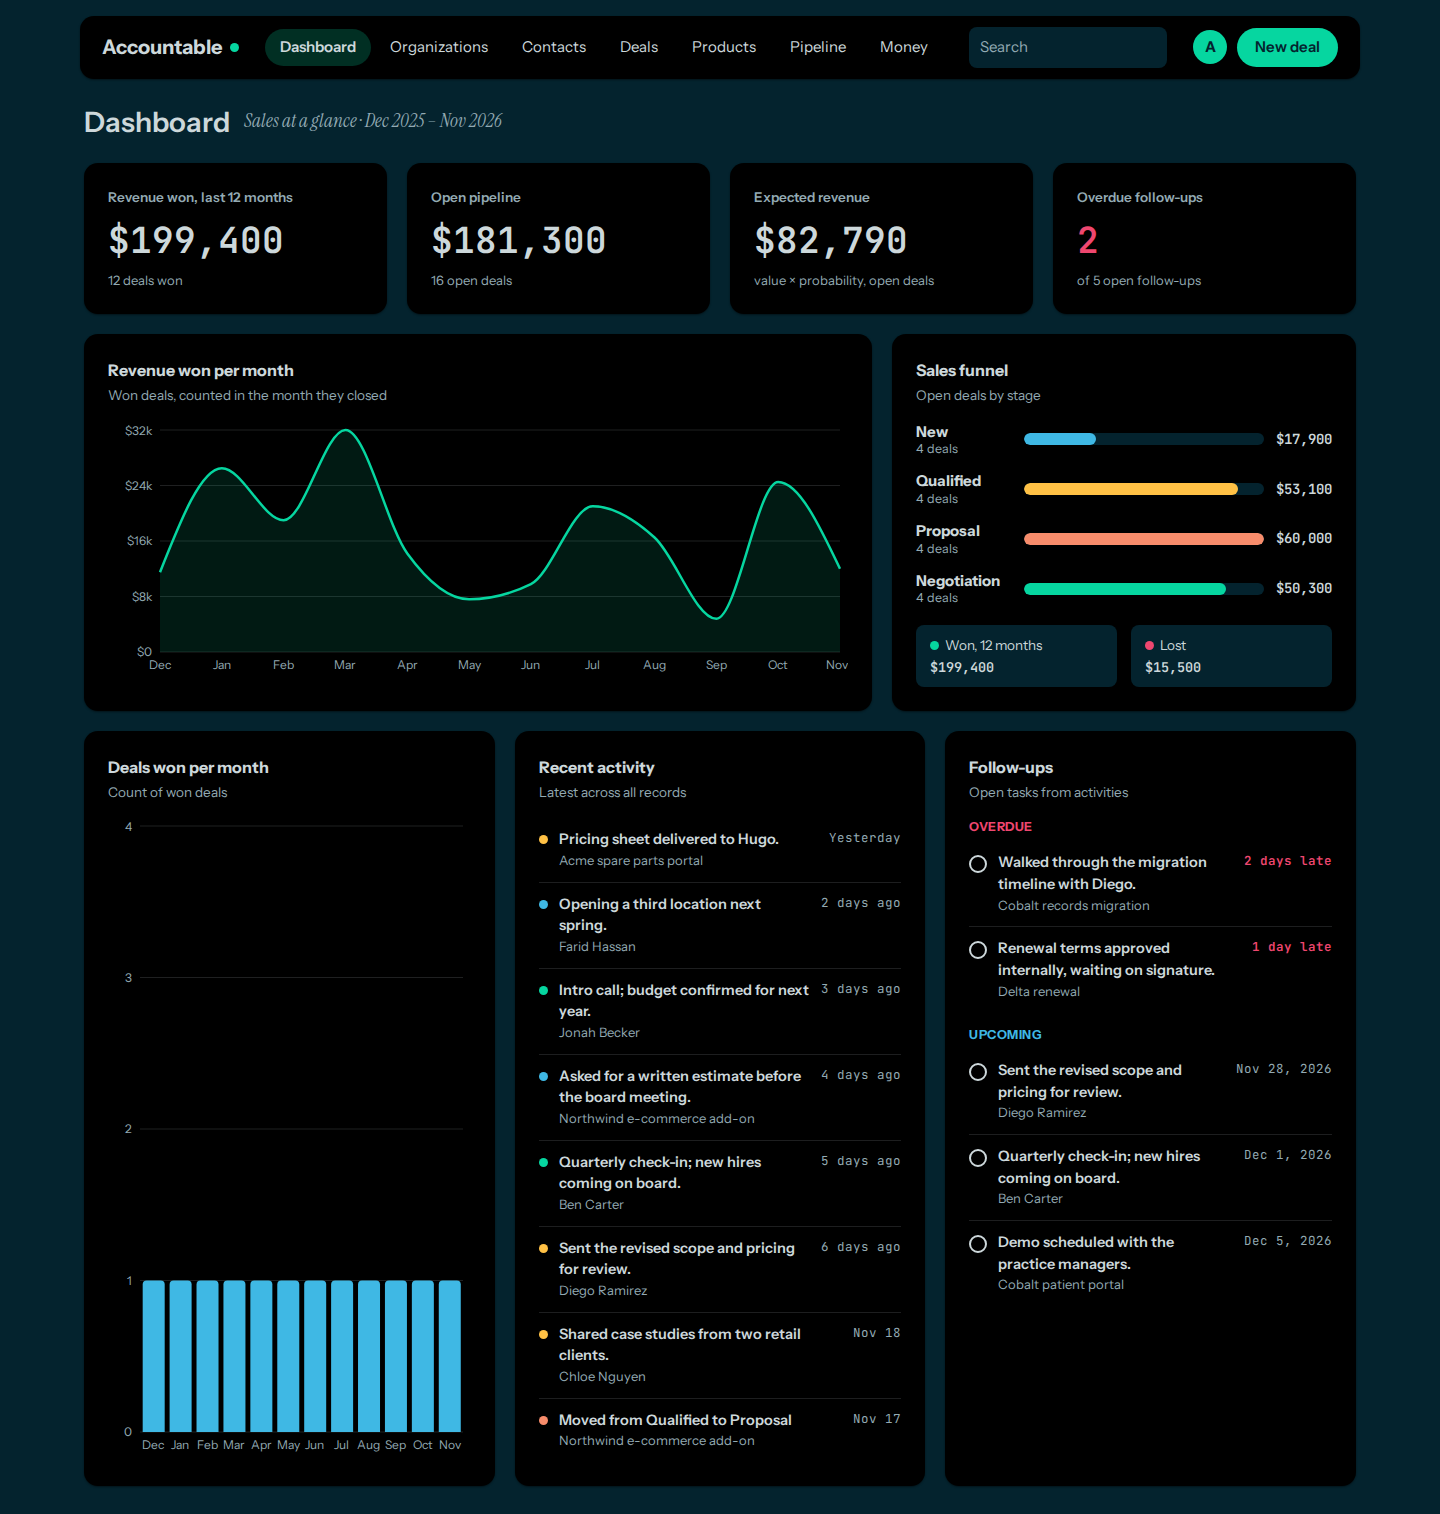 Accountable
Dashboard
Organizations
Contacts
Deals
Products
Pipeline
Money
Search
A
New deal
Dashboard
Sales at a glance · Dec 2025 – Nov 2026
Revenue won, last 12 months
$199,400
12 deals won
Open pipeline
$181,300
16 open deals
Expected revenue
$82,790
value × probability, open deals
Overdue follow-ups
2
of 5 open follow-ups
Revenue won per month
Won deals, counted in the month they closed
$32k
$24k
$16k
$8k
$0
Dec Jan Feb Mar Apr May Jun Jul Aug Sep Oct Nov
Sales funnel
Open deals by stage
New
4 deals
$17,900
Qualified
4 deals
$53,100
Proposal
4 deals
$60,000
Negotiation
4 deals
$50,300
Won, 12 months
$199,400
Lost
$15,500
Deals won per month
Count of won deals
4
3
2
1
0
Dec Jan Feb Mar Apr May Jun Jul Aug Sep Oct Nov
Recent activity
Latest across all records
Pricing sheet delivered to Hugo.
Yesterday
Acme spare parts portal
Opening a third location next
spring.
2 days ago
Farid Hassan
Intro call; budget confirmed for next
year.
3 days ago
Jonah Becker
Asked for a written estimate before
the board meeting.
4 days ago
Northwind e-commerce add-on
Quarterly check-in; new hires
coming on board.
5 days ago
Ben Carter
Sent the revised scope and pricing
for review.
6 days ago
Diego Ramirez
Shared case studies from two retail
clients.
Nov 18
Chloe Nguyen
Moved from Qualified to Proposal
Nov 17
Northwind e-commerce add-on
Follow-ups
Open tasks from activities
OVERDUE
Walked through the migration
timeline with Diego.
2 days late
Cobalt records migration
Renewal terms approved
internally, waiting on signature.
1 day late
Delta renewal
UPCOMING
Sent the revised scope and
pricing for review.
Nov 28, 2026
Diego Ramirez
Quarterly check-in; new hires
coming on board.
Dec 1, 2026
Ben Carter
Demo scheduled with the
practice managers.
Dec 5, 2026
Cobalt patient portal